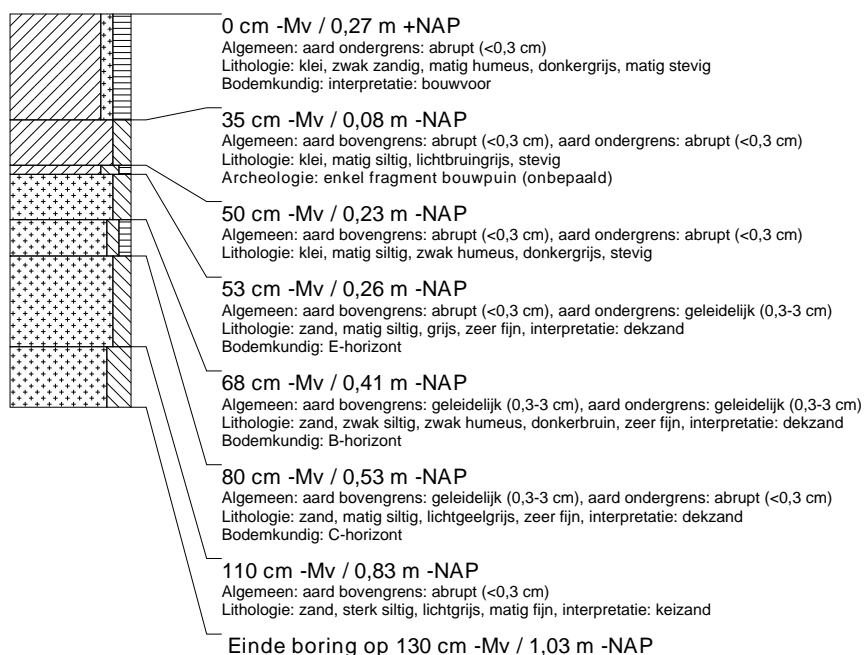 0 cm -Mv / 0,27 m +NAP
Algemeen: aard ondergrens: abrupt (<0,3 cm)
Lithologie: klei, zwak zandig, matig humeus, donkergrijs, matig stevig
Bodemkundig: interpretatie: bouwvoor
35 cm -Mv / 0,08 m -NAP
Algemeen: aard bovengrens: abrupt (<0,3 cm), aard ondergrens: abrupt (<0,3 cm)
Lithologie: klei, matig siltig, lichtbruingrijs, stevig
Archeologie: enkel fragment bouwpuin (onbepaald)
50 cm -Mv / 0,23 m -NAP
Algemeen: aard bovengrens: abrupt (<0,3 cm), aard ondergrens: abrupt (<0,3 cm)
Lithologie: klei, matig siltig, zwak humeus, donkergrijs, stevig
53 cm -Mv / 0,26 m -NAP
Algemeen: aard bovengrens: abrupt (<0,3 cm), aard ondergrens: geleidelijk (0,3-3 cm)
Lithologie: zand, matig siltig, grijs, zeer fijn, interpretatie: dekzand
Bodemkundig: E-horizont
68 cm -Mv / 0,41 m -NAP
Algemeen: aard bovengrens: geleidelijk (0,3-3 cm), aard ondergrens: geleidelijk (0,3-3 cm)
Lithologie: zand, zwak siltig, zwak humeus, donkerbruin, zeer fijn, interpretatie: dekzand
Bodemkundig: B-horizont
80 cm -Mv / 0,53 m -NAP
Algemeen: aard bovengrens: geleidelijk (0,3-3 cm), aard ondergrens: abrupt (<0,3 cm)
Lithologie: zand, matig siltig, lichtgeelgrijs, zeer fijn, interpretatie: dekzand
Bodemkundig: C-horizont
110 cm -Mv / 0,83 m -NAP
Algemeen: aard bovengrens: abrupt (<0,3 cm)
Lithologie: zand, sterk siltig, lichtgrijs, matig fijn, interpretatie: keizand
Einde boring op 130 cm -Mv / 1,03 m -NAP